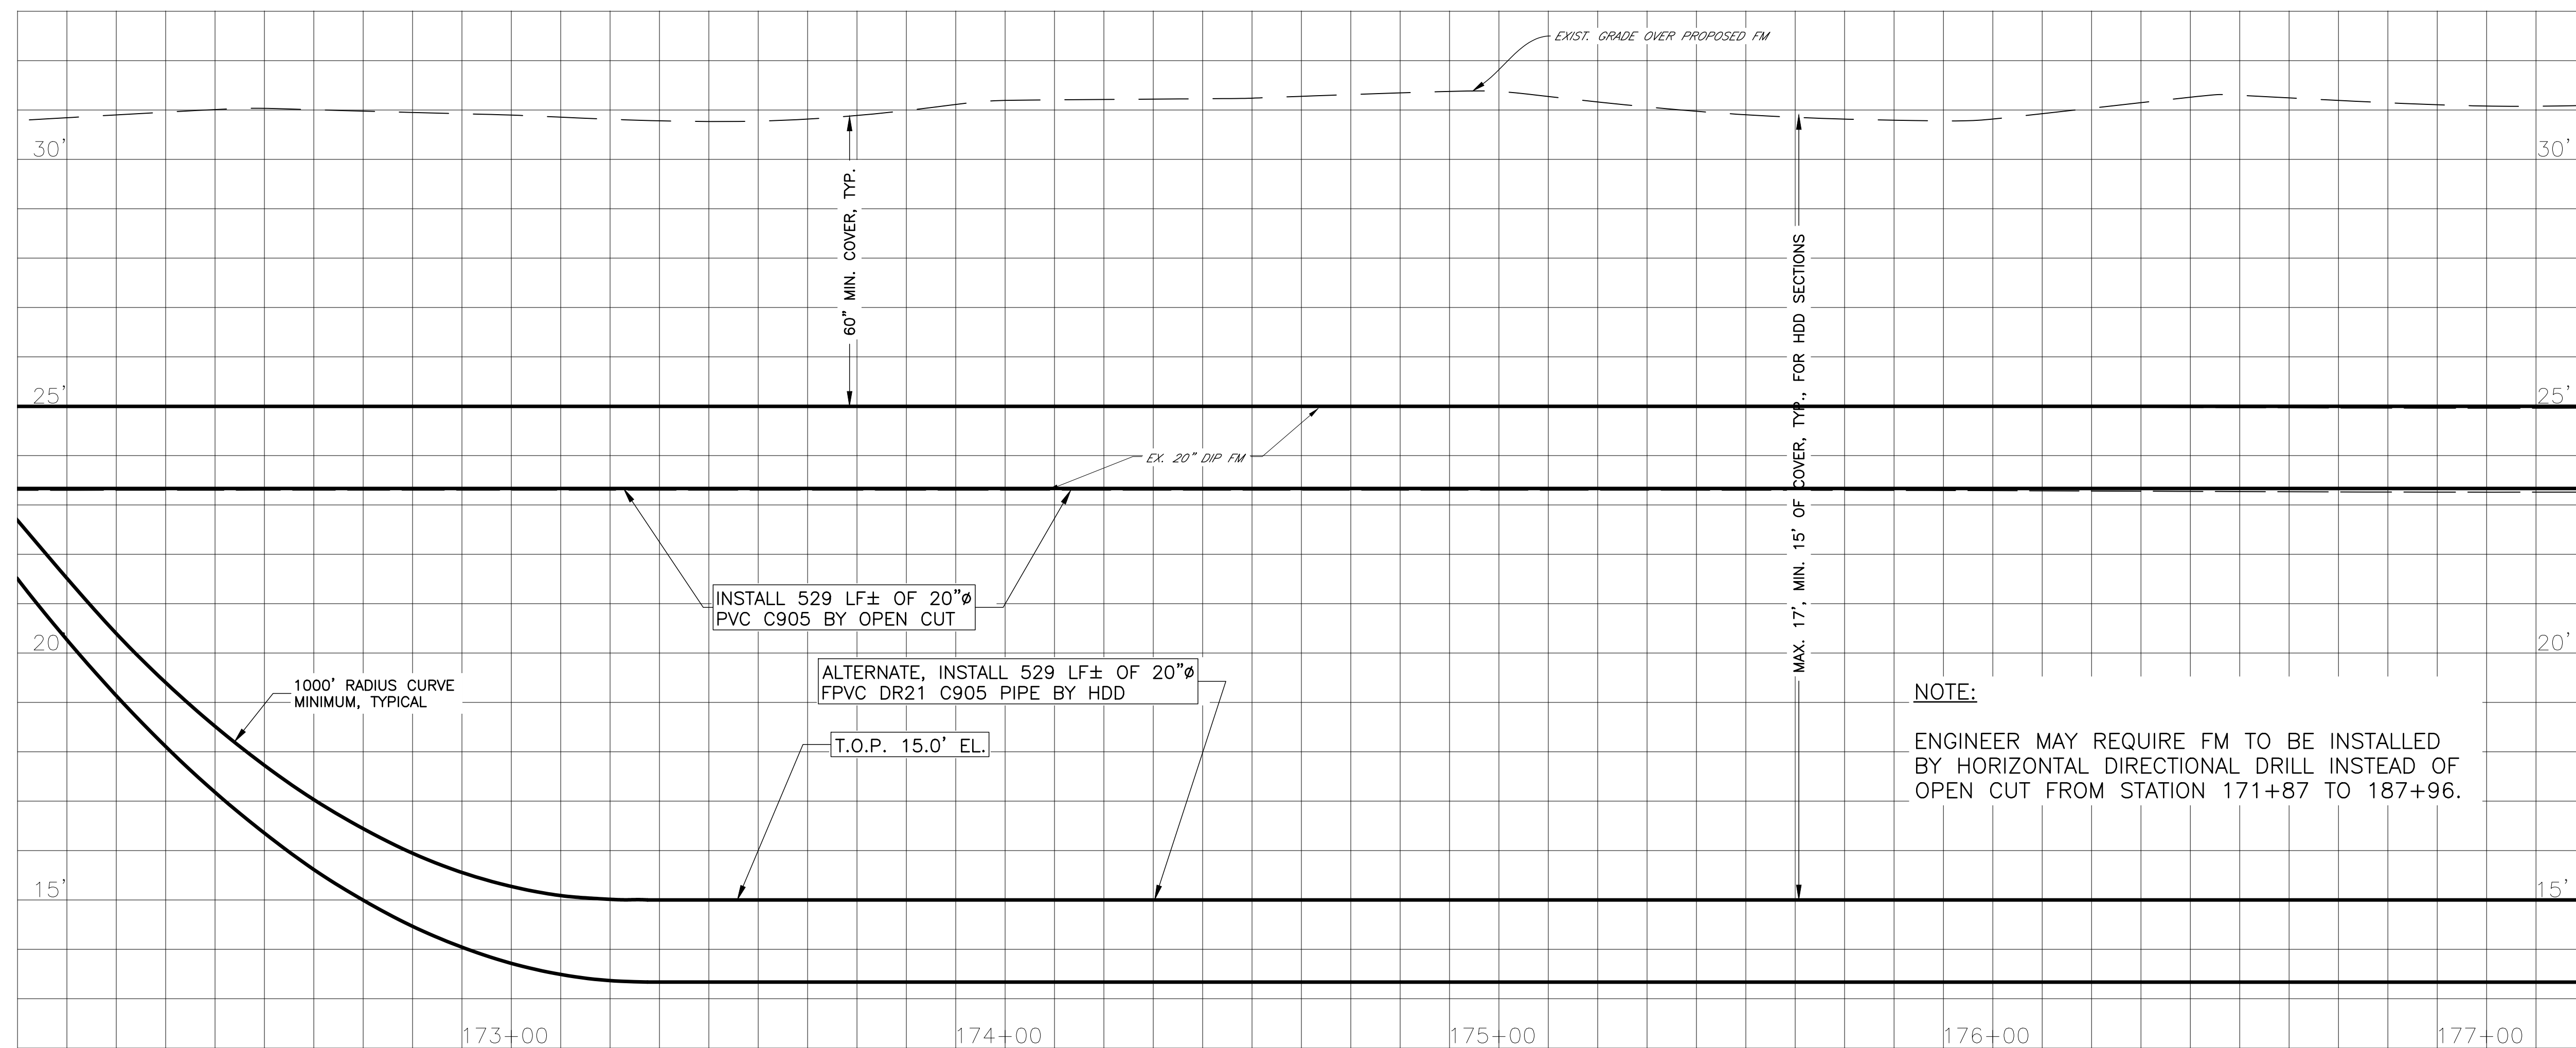 EXIST. GRADE OVER PROPOSED FM
30'
30'
60" MIN. COVER, TYP.
MAX. 17', MIN. 15' OF COVER, TYP., FOR HDD SECTIONS
25'
25'
EX. 20" DIP FM
INSTALL 529 LF± OF 20"ø
PVC C905 BY OPEN CUT
20'
20'
ALTERNATE, INSTALL 529 LF± OF 20"ø
FPVC DR21 C905 PIPE BY HDD
1000' RADIUS CURVE
MINIMUM, TYPICAL
T.O.P. 15.0' EL.
NOTE:
ENGINEER MAY REQUIRE FM TO BE INSTALLED
BY HORIZONTAL DIRECTIONAL DRILL INSTEAD OF
OPEN CUT FROM STATION 171+87 TO 187+96.
15'
15'
173+00
174+00
175+00
176+00
177+00